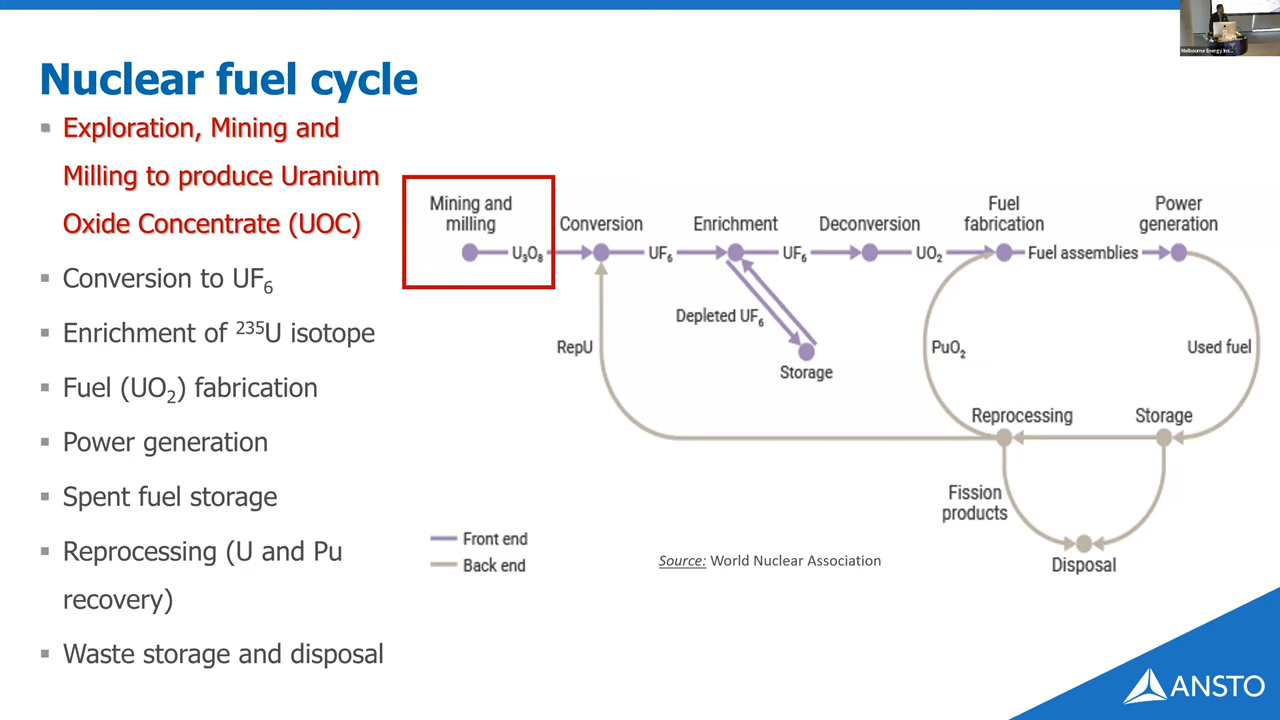 Melbourne Energy Ins...
Nuclear fuel cycle
▪ Exploration, Mining and
Milling to produce Uranium
Oxide Concentrate (UOC)
▪ Conversion to UF₆
▪ Enrichment of ²³⁵U isotope
▪ Fuel (UO₂) fabrication
▪ Power generation
▪ Spent fuel storage
▪ Reprocessing (U and Pu
recovery)
▪ Waste storage and disposal
Mining and
milling
Conversion
Enrichment
Deconversion
Fuel
fabrication
Power
generation
U₃O₈
UF₆
UF₆
UO₂
Fuel assemblies
Depleted UF₆
Storage
RepU
PuO₂
Used fuel
Reprocessing
Storage
Fission
products
Disposal
Front end
Back end
Source: World Nuclear Association
ANSTO